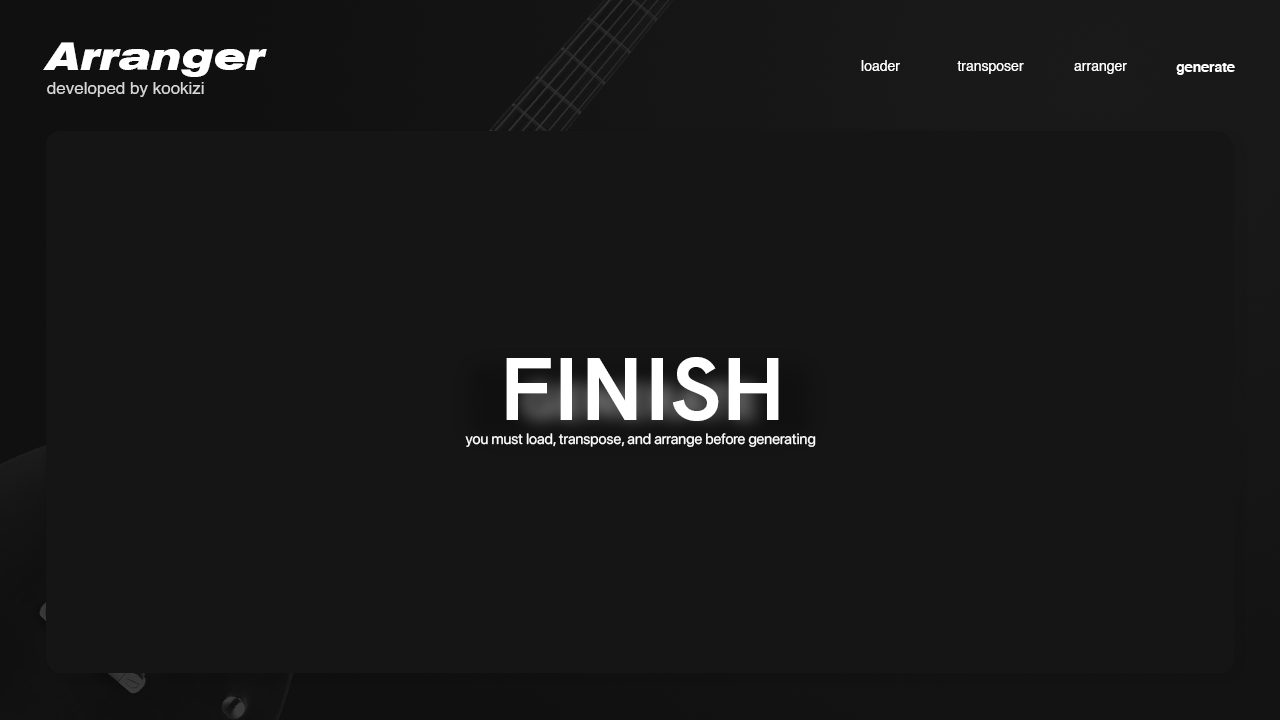 Arranger
developed by kookizi
loader transposer arranger generate
FINISH
you must load, transpose, and arrange before generating